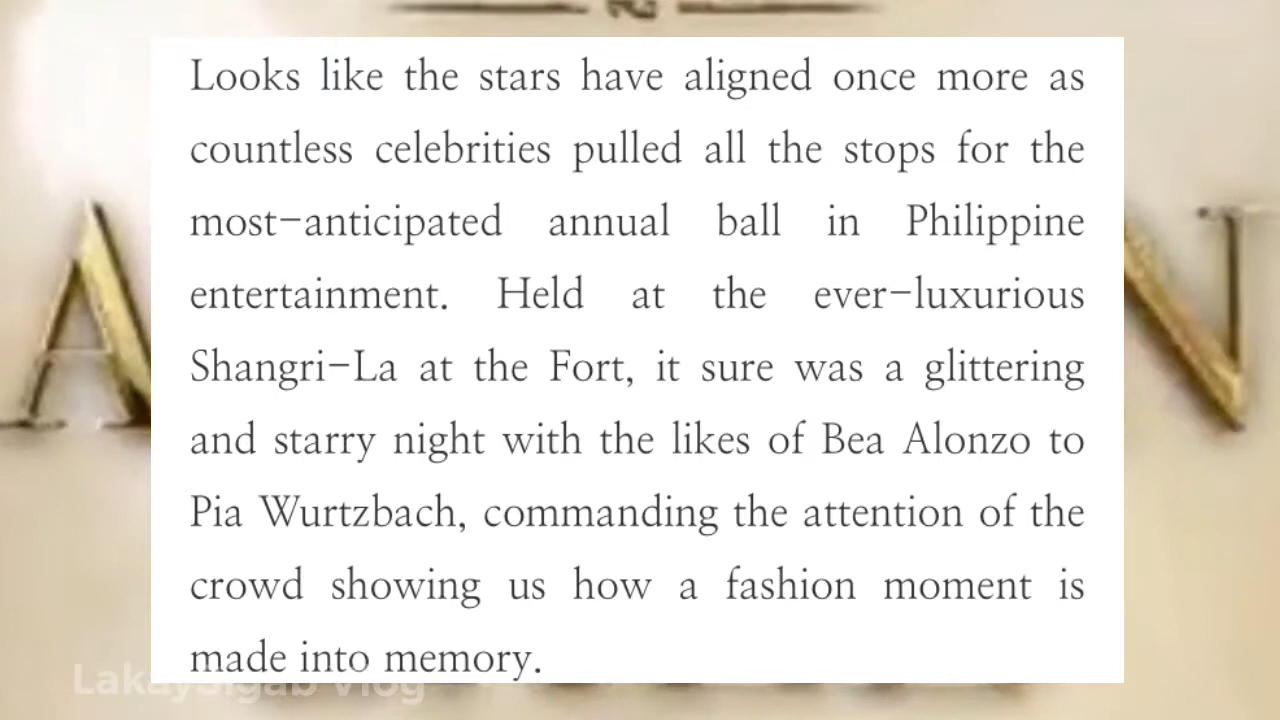 Looks like the stars have aligned once more as
countless celebrities pulled all the stops for the
most-anticipated annual ball in Philippine
entertainment. Held at the ever-luxurious
Shangri-La at the Fort, it sure was a glittering
and starry night with the likes of Bea Alonzo to
Pia Wurtzbach, commanding the attention of the
crowd showing us how a fashion moment is
made into memory.
A
N
LakaySigab Vlog